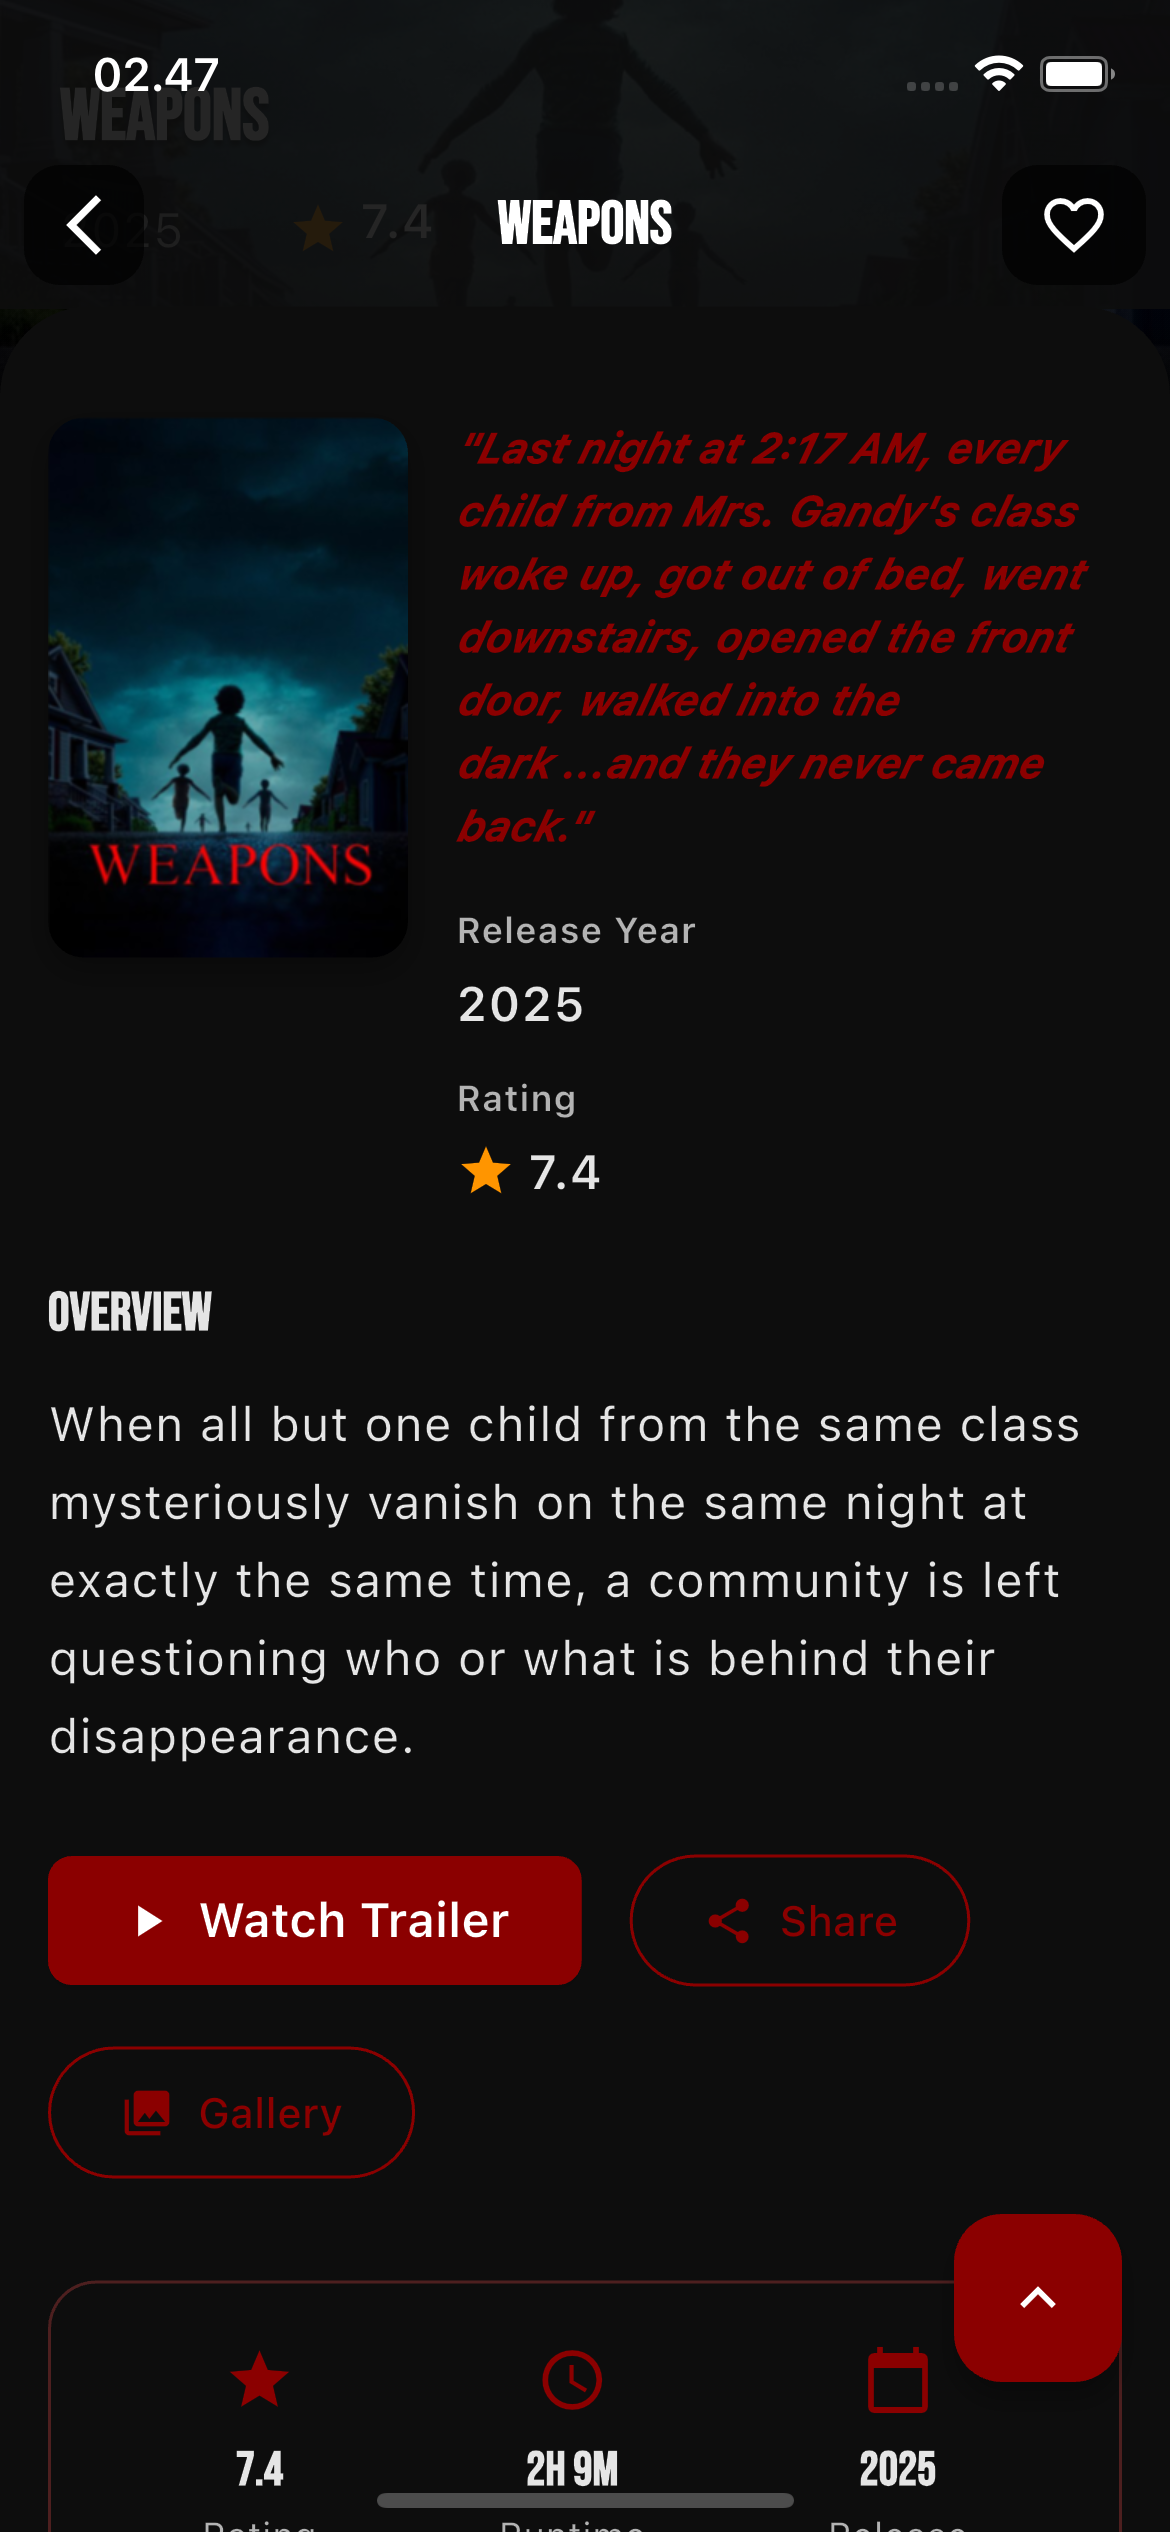 02.47
WEAPONS
2025
7.4
WEAPONS
"Last night at 2:17 AM, every
child from Mrs. Gandy's class
woke up, got out of bed, went
downstairs, opened the front
door, walked into the
dark ...and they never came
back."
WEAPONS
Release Year
2025
Rating
7.4
OVERVIEW
When all but one child from the same class
mysteriously vanish on the same night at
exactly the same time, a community is left
questioning who or what is behind their
disappearance.
Watch Trailer
Share
Gallery
7.4
2H 9M
2025
Rating
Runtime
Release